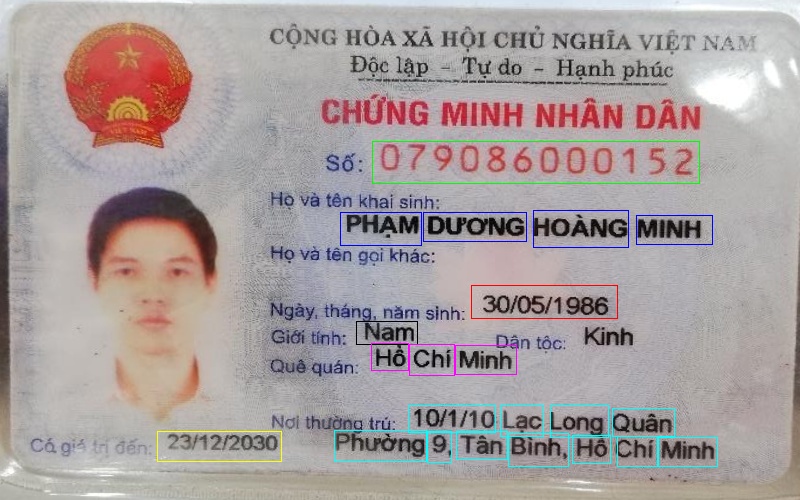 CỘNG HÒA XÃ HỘI CHỦ NGHĨA VIỆT NAM
Độc lập - Tự do - Hạnh phúc
CHỨNG MINH NHÂN DÂN
Số: 079086000152
Họ và tên khai sinh:
PHẠM DƯƠNG HOÀNG MINH
Họ và tên gọi khác:
Ngày, tháng, năm sinh: 30/05/1986
Giới tính: Nam Dân tộc: Kinh
Quê quán: Hồ Chí Minh
Nơi thường trú: 10/1/10 Lạc Long Quân
Phường 9, Tân Bình, Hồ Chí Minh
Có giá trị đến: 23/12/2030
VIỆT NAM